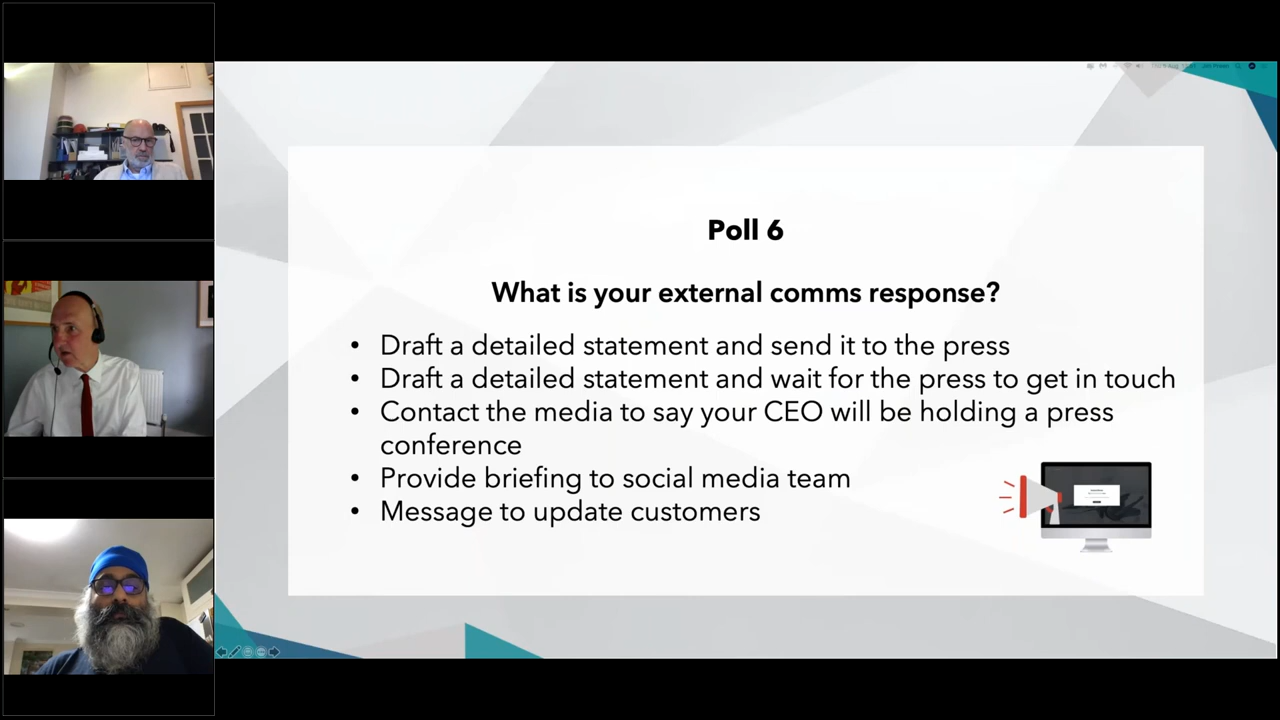 Poll 6
What is your external comms response?
• Draft a detailed statement and send it to the press
• Draft a detailed statement and wait for the press to get in touch
• Contact the media to say your CEO will be holding a press
conference
• Provide briefing to social media team
• Message to update customers